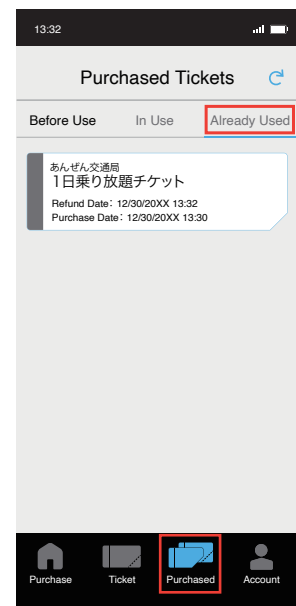 13:32
Purchased Tickets
Before Use In Use Already Used
あんぜん交通局
1日乗り放題チケット
Refund Date: 12/30/20XX 13:32
Purchase Date: 12/30/20XX 13:30
Purchase Ticket Purchased Account